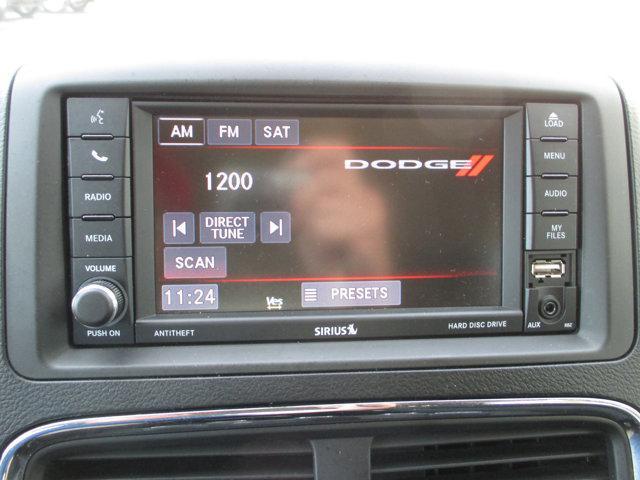 AM FM SAT
DODGE
1200
DIRECT
TUNE
SCAN
11:24
Yes
PRESETS
RADIO
MEDIA
VOLUME
PUSH ON
ANTITHEFT
SIRIUS
HARD DISC DRIVE
LOAD
MENU
AUDIO
MY
FILES
AUX